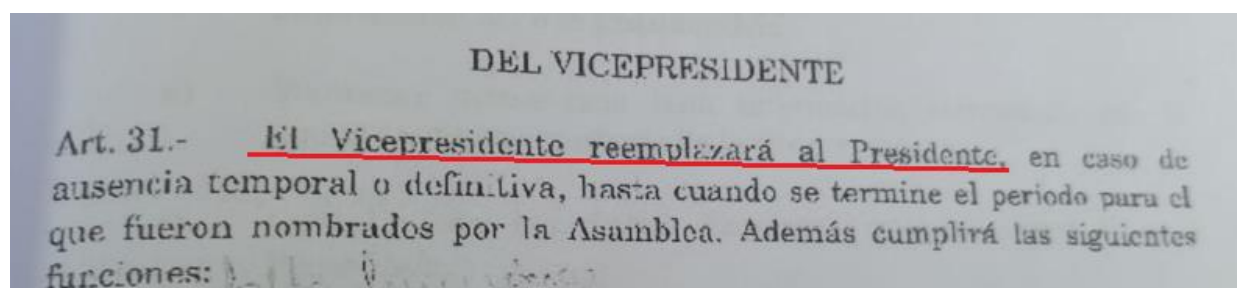 DEL VICEPRESIDENTE
Art. 31.- El Vicepresidente reemplazará al Presidente, en caso de
ausencia temporal o definitiva, hasta cuando se termine el periodo para el
que fueron nombrados por la Asamblea. Además cumplirá las siguientes
funciones: